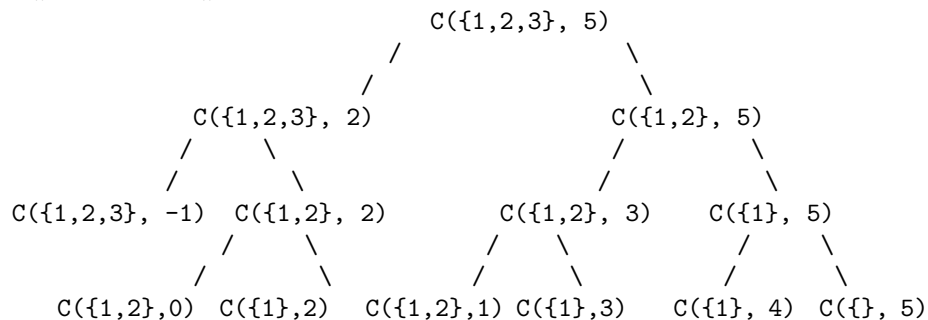 C({1,2,3}, 5)
C({1,2,3}, 2) C({1,2}, 5)
C({1,2,3}, -1) C({1,2}, 2) C({1,2}, 3) C({1}, 5)
C({1,2},0) C({1},2) C({1,2},1) C({1},3) C({1}, 4) C({}, 5)